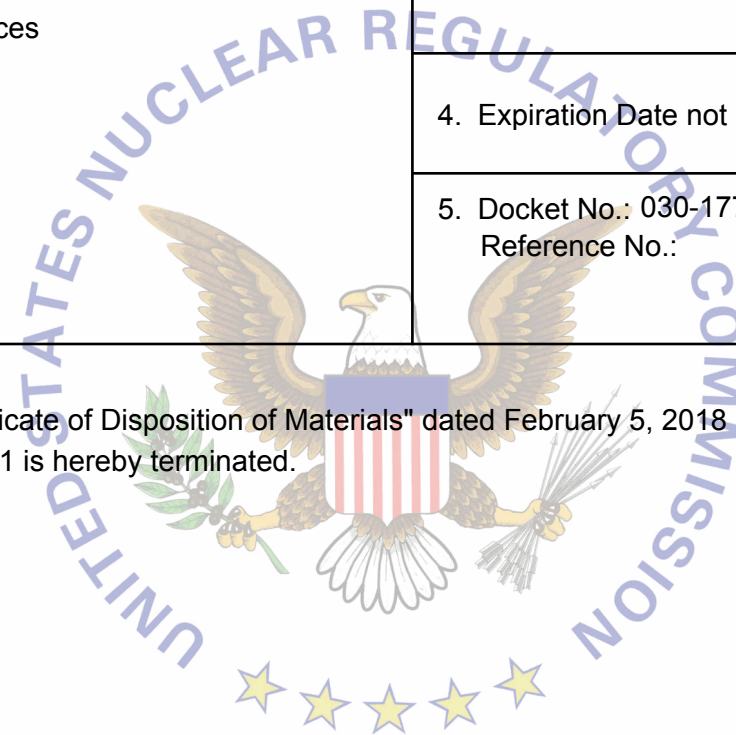 ces
4. Expiration Date not
5. Docket No.: 030-177
Reference No.:
icate of Disposition of Materials" dated February 5, 2018
1 is hereby terminated.
UNITED STATES NUCLEAR REGULATORY COMMISSION